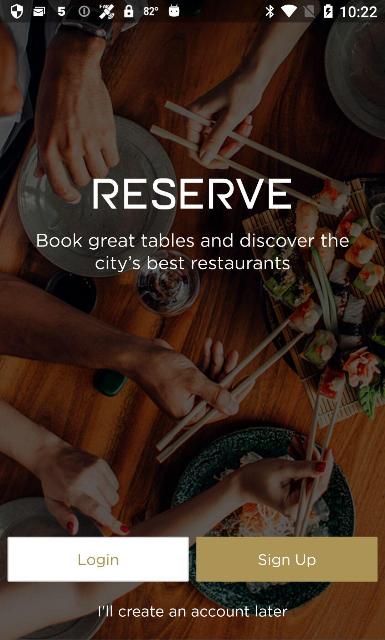 5 82° 10:22
RESERVE
Book great tables and discover the
city's best restaurants
Login Sign Up
I'll create an account later